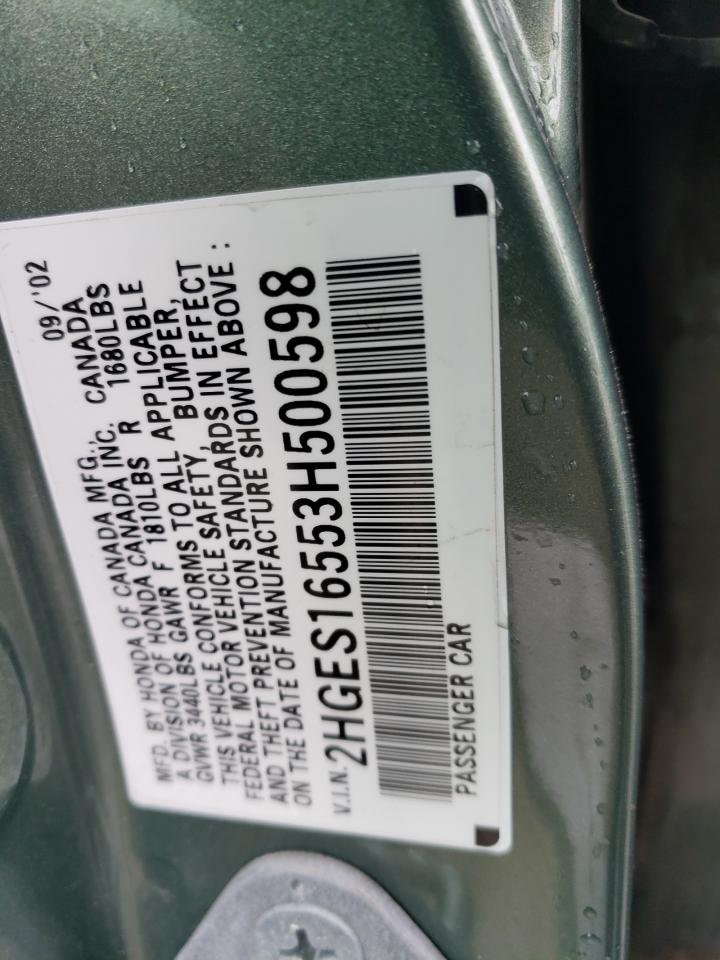 MFD. BY HONDA OF CANADA MFG., 09/'02
A DIVISION OF HONDA CANADA INC. CANADA
GVWR 3440LBS GAWR F 1810LBS R 1680LBS
THIS VEHICLE CONFORMS TO ALL APPLICABLE
FEDERAL MOTOR VEHICLE SAFETY, BUMPER,
AND THEFT PREVENTION STANDARDS IN EFFECT
ON THE DATE OF MANUFACTURE SHOWN ABOVE :
V.I.N. 2HGES16553H500598
PASSENGER CAR